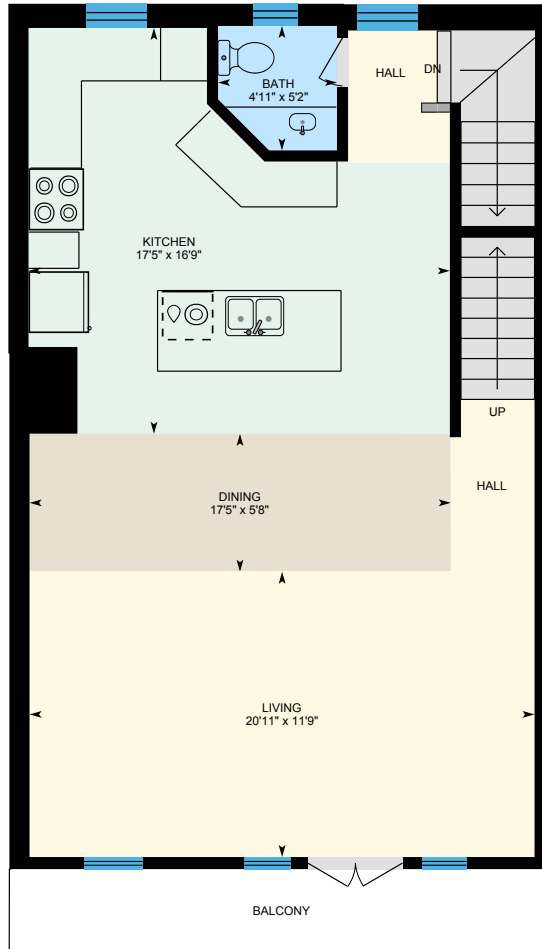 HALL
DN
BATH
4'11" x 5'2"
KITCHEN
17'5" x 16'9"
UP
HALL
DINING
17'5" x 5'8"
LIVING
20'11" x 11'9"
BALCONY